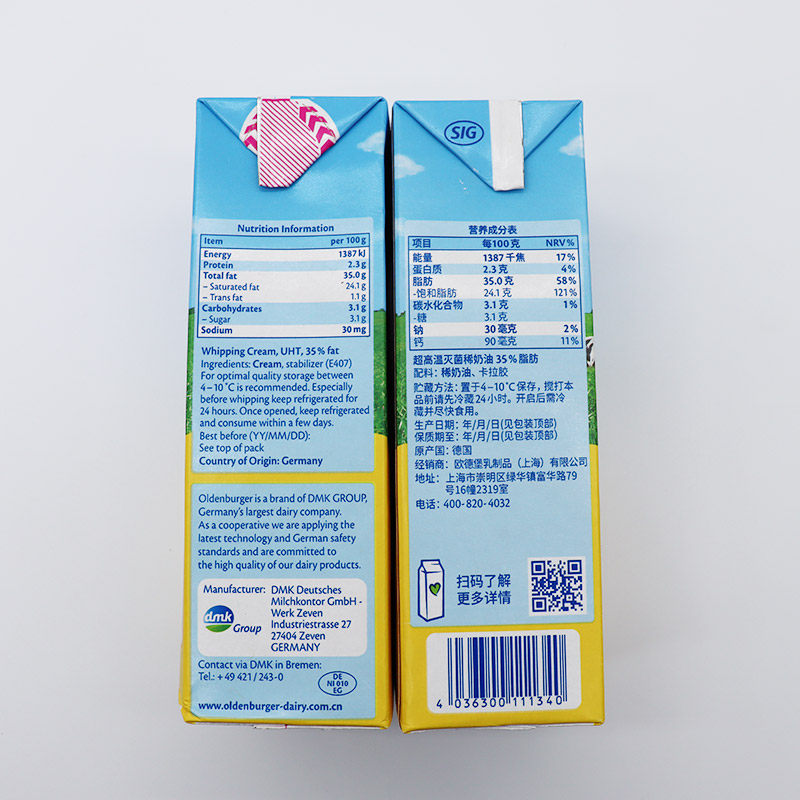 Nutrition Information
Item per 100 g
Energy 1387 kJ
Protein 2.3 g
Total fat 35.0 g
– Saturated fat 24.1 g
– Trans fat 1.1 g
Carbohydrates 3.1 g
– Sugar 3.1 g
Sodium 30 mg
Whipping Cream, UHT, 35 % fat
Ingredients: Cream, stabilizer (E407)
For optimal quality storage between
4 – 10 °C is recommended. Especially
before whipping keep refrigerated for
24 hours. Once opened, keep refrigerated
and consume within a few days.
Best before (YY/MM/DD):
See top of pack
Country of Origin: Germany
Oldenburger is a brand of DMK GROUP,
Germany's largest dairy company.
As a cooperative we are applying the
latest technology and German safety
standards and are committed to
the high quality of our dairy products.
Manufacturer: DMK Deutsches
Milchkontor GmbH -
Werk Zeven
Industriestrasse 27
27404 Zeven
GERMANY
dmk
Group
Contact via DMK in Bremen:
Tel.: + 49 421 / 243-0
DE
NI 010
EG
www.oldenburger-dairy.com.cn
SIG
营养成分表
项目 每100 克 NRV %
能量 1387 千焦 17 %
蛋白质 2.3 克 4 %
脂肪 35.0 克 58 %
-饱和脂肪 24.1 克 121 %
碳水化合物 3.1 克 1 %
-糖 3.1 克
钠 30 毫克 2 %
钙 90 毫克 11 %
超高温灭菌稀奶油 35 % 脂肪
配料：稀奶油、卡拉胶
贮藏方法：置于4-10°C保存，搅打本
品前请先冷藏24小时。开启后需冷
藏并尽快食用。
生产日期：年/月/日(见包装顶部)
保质期至：年/月/日(见包装顶部)
原产国：德国
经销商：欧德堡乳制品（上海）有限公司
地址：上海市崇明区绿华镇富华路79
号16幢2319室
电话：400-820-4032
扫码了解
更多详情
4 036300 111340